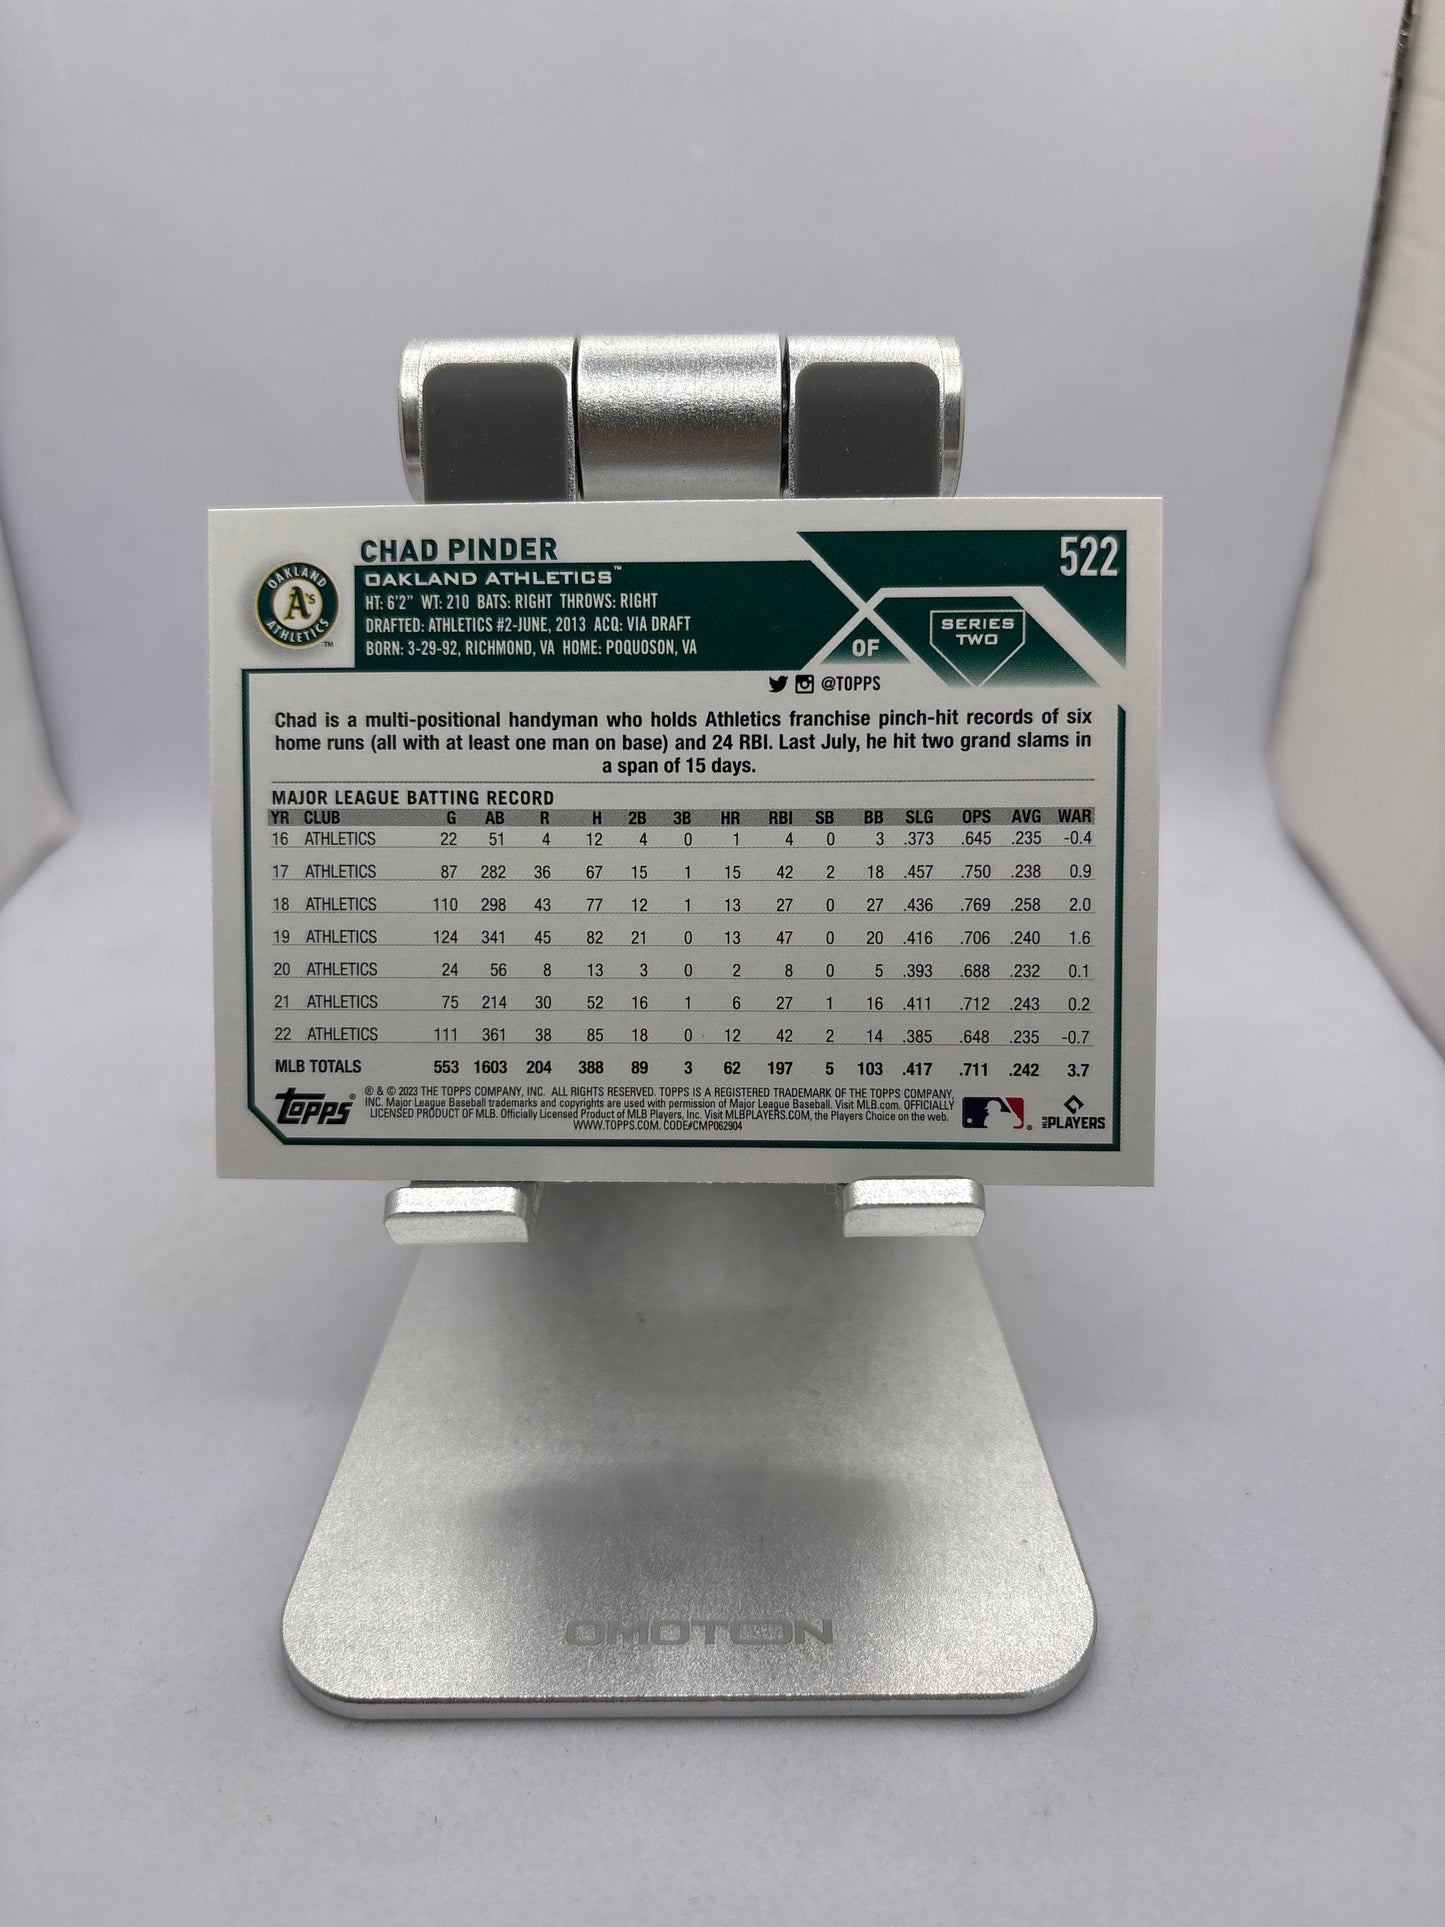 CHAD PINDER
522
OAKLAND ATHLETICS™
HT: 6'2" WT: 210 BATS: RIGHT THROWS: RIGHT
DRAFTED: ATHLETICS #2-JUNE, 2013 ACQ: VIA DRAFT
BORN: 3-29-92, RICHMOND, VA HOME: POQUOSON, VA
OAKLAND
A's
ATHLETICS
TM
OF
SERIES
TWO
@TOPPS
Chad is a multi-positional handyman who holds Athletics franchise pinch-hit records of six
home runs (all with at least one man on base) and 24 RBI. Last July, he hit two grand slams in
a span of 15 days.
MAJOR LEAGUE BATTING RECORD
YR CLUB G AB R H 2B 3B HR RBI SB BB SLG OPS AVG WAR
16 ATHLETICS 22 51 4 12 4 0 1 4 0 3 .373 .645 .235 -0.4
17 ATHLETICS 87 282 36 67 15 1 15 42 2 18 .457 .750 .238 0.9
18 ATHLETICS 110 298 43 77 12 1 13 27 0 27 .436 .769 .258 2.0
19 ATHLETICS 124 341 45 82 21 0 13 47 0 20 .416 .706 .240 1.6
20 ATHLETICS 24 56 8 13 3 0 2 8 0 5 .393 .688 .232 0.1
21 ATHLETICS 75 214 30 52 16 1 6 27 1 16 .411 .712 .243 0.2
22 ATHLETICS 111 361 38 85 18 0 12 42 2 14 .385 .648 .235 -0.7
MLB TOTALS 553 1603 204 388 89 3 62 197 5 103 .417 .711 .242 3.7
Topps®
® & © 2023 THE TOPPS COMPANY, INC. ALL RIGHTS RESERVED. TOPPS IS A REGISTERED TRADEMARK OF THE TOPPS COMPANY,
INC. Major League Baseball trademarks and copyrights are used with permission of Major League Baseball. Visit MLB.com. OFFICIALLY
LICENSED PRODUCT OF MLB. Officially Licensed Product of MLB Players, Inc. Visit MLBPLAYERS.COM, the Players Choice on the web.
WWW.TOPPS.COM. CODE#CMP062904
®
MLB PLAYERS
OMOTON